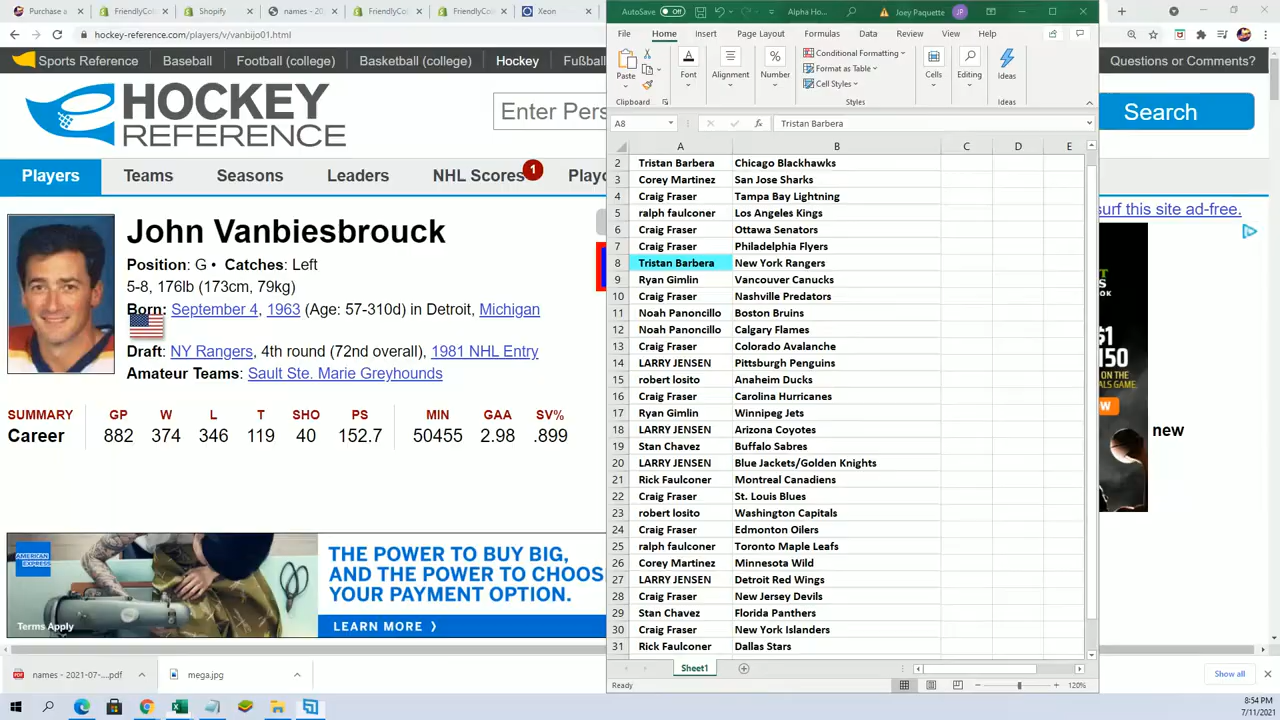 Purchase a
FriendlyCo
Shopify
names - 20
FriendlyCo
FriendlyCo
Xeon
hockey-reference.com/players/v/vanbijo01.html
Sports Reference
Baseball
Football (college)
Basketball (college)
Hockey
Questions or Comments?
HOCKEY
REFERENCE
Enter Pers
Search
Players
Teams
Seasons
Leaders
NHL Scores
1
Playo
surf this site ad-free.
John Vanbiesbrouck
Position: G • Catches: Left
5-8, 176lb (173cm, 79kg)
Born: September 4, 1963 (Age: 57-310d) in Detroit, Michigan
Draft: NY Rangers, 4th round (72nd overall), 1981 NHL Entry
Amateur Teams: Sault Ste. Marie Greyhounds
SUMMARY GP W L T SHO PS MIN GAA SV%
Career 882 374 346 119 40 152.7 50455 2.98 .899
THE POWER TO BUY BIG,
AND THE POWER TO CHOOS
YOUR PAYMENT OPTION.
AMERICAN
EXPRESS
Terms Apply
LEARN MORE
$1
150
new
names - 2021-07-....pdf
mega.jpg
Show all
8:54 PM
7/11/2021
AutoSave Off
Alpha Ho...
Joey Paquette
JP
File
Home
Insert
Page Layout
Formulas
Data
Review
View
Help
Paste
Clipboard
Font
Alignment
Number
Conditional Formatting
Format as Table
Cell Styles
Styles
Cells
Editing
Ideas
Ideas
A8
Tristan Barbera
A B C D E
2 Tristan Barbera Chicago Blackhawks
3 Corey Martinez San Jose Sharks
4 Craig Fraser Tampa Bay Lightning
5 ralph faulconer Los Angeles Kings
6 Craig Fraser Ottawa Senators
7 Craig Fraser Philadelphia Flyers
8 Tristan Barbera New York Rangers
9 Ryan Gimlin Vancouver Canucks
10 Craig Fraser Nashville Predators
11 Noah Panoncillo Boston Bruins
12 Noah Panoncillo Calgary Flames
13 Craig Fraser Colorado Avalanche
14 LARRY JENSEN Pittsburgh Penguins
15 robert losito Anaheim Ducks
16 Craig Fraser Carolina Hurricanes
17 Ryan Gimlin Winnipeg Jets
18 LARRY JENSEN Arizona Coyotes
19 Stan Chavez Buffalo Sabres
20 LARRY JENSEN Blue Jackets/Golden Knights
21 Rick Faulconer Montreal Canadiens
22 Craig Fraser St. Louis Blues
23 robert losito Washington Capitals
24 Craig Fraser Edmonton Oilers
25 ralph faulconer Toronto Maple Leafs
26 Corey Martinez Minnesota Wild
27 LARRY JENSEN Detroit Red Wings
28 Craig Fraser New Jersey Devils
29 Stan Chavez Florida Panthers
30 Craig Fraser New York Islanders
31 Rick Faulconer Dallas Stars
Sheet1
Ready
120%